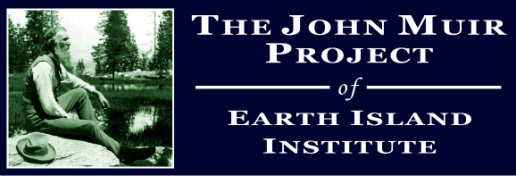 THE JOHN MUIR
PROJECT
of
EARTH ISLAND
INSTITUTE